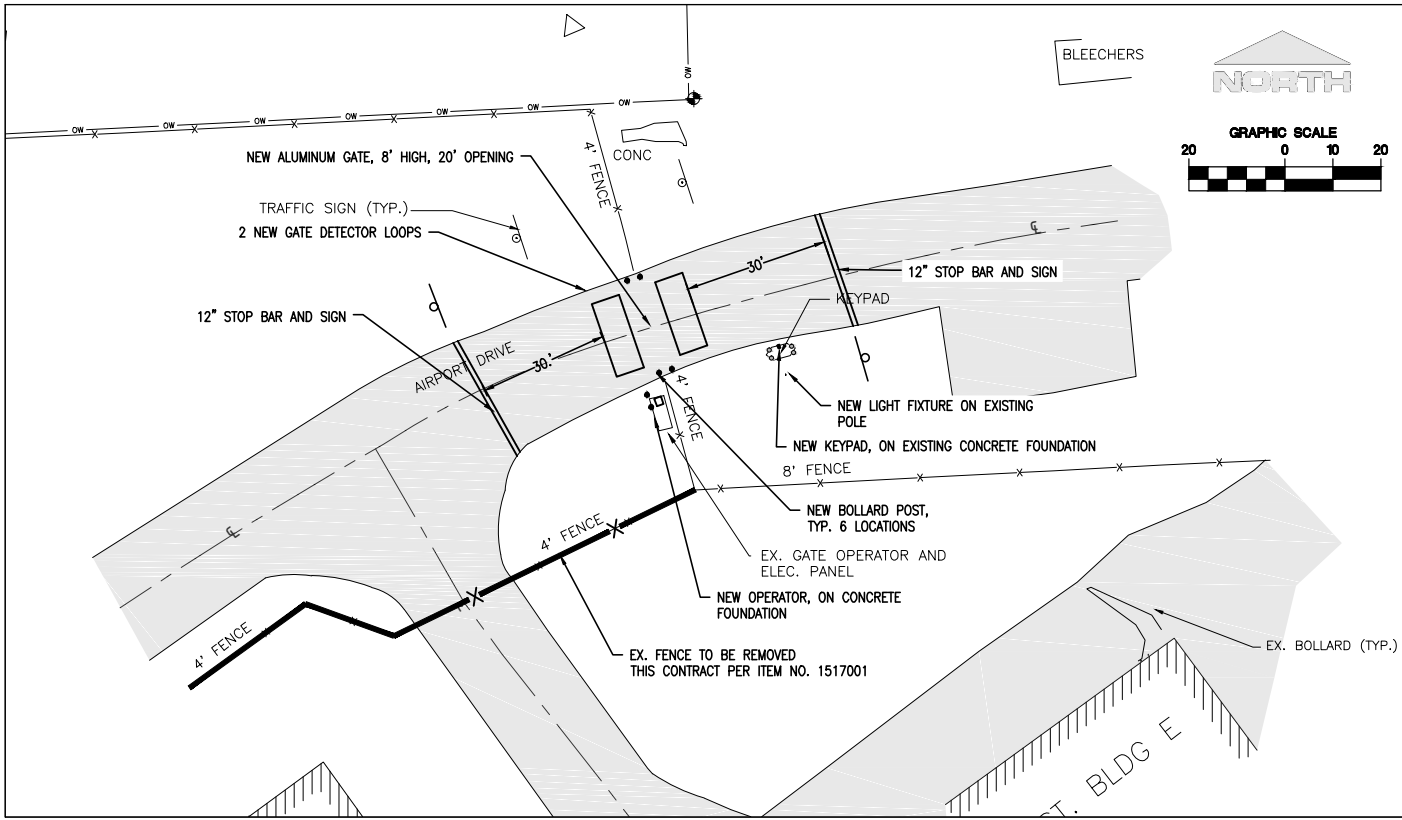 BLEECHERS
NORTH
GRAPHIC SCALE
20 0 10 20
OW
OW OW OW OW OW OW
NEW ALUMINUM GATE, 8' HIGH, 20' OPENING
4' FENCE
CONC
TRAFFIC SIGN (TYP.)
2 NEW GATE DETECTOR LOOPS
30'
12" STOP BAR AND SIGN
KEYPAD
12" STOP BAR AND SIGN
AIRPORT DRIVE
30.'
4' FENCE
NEW LIGHT FIXTURE ON EXISTING
POLE
NEW KEYPAD, ON EXISTING CONCRETE FOUNDATION
8' FENCE
NEW BOLLARD POST,
TYP. 6 LOCATIONS
4' FENCE
EX. GATE OPERATOR AND
ELEC. PANEL
NEW OPERATOR, ON CONCRETE
FOUNDATION
4' FENCE
EX. FENCE TO BE REMOVED
THIS CONTRACT PER ITEM NO. 1517001
EX. BOLLARD (TYP.)
ST. BLDG E